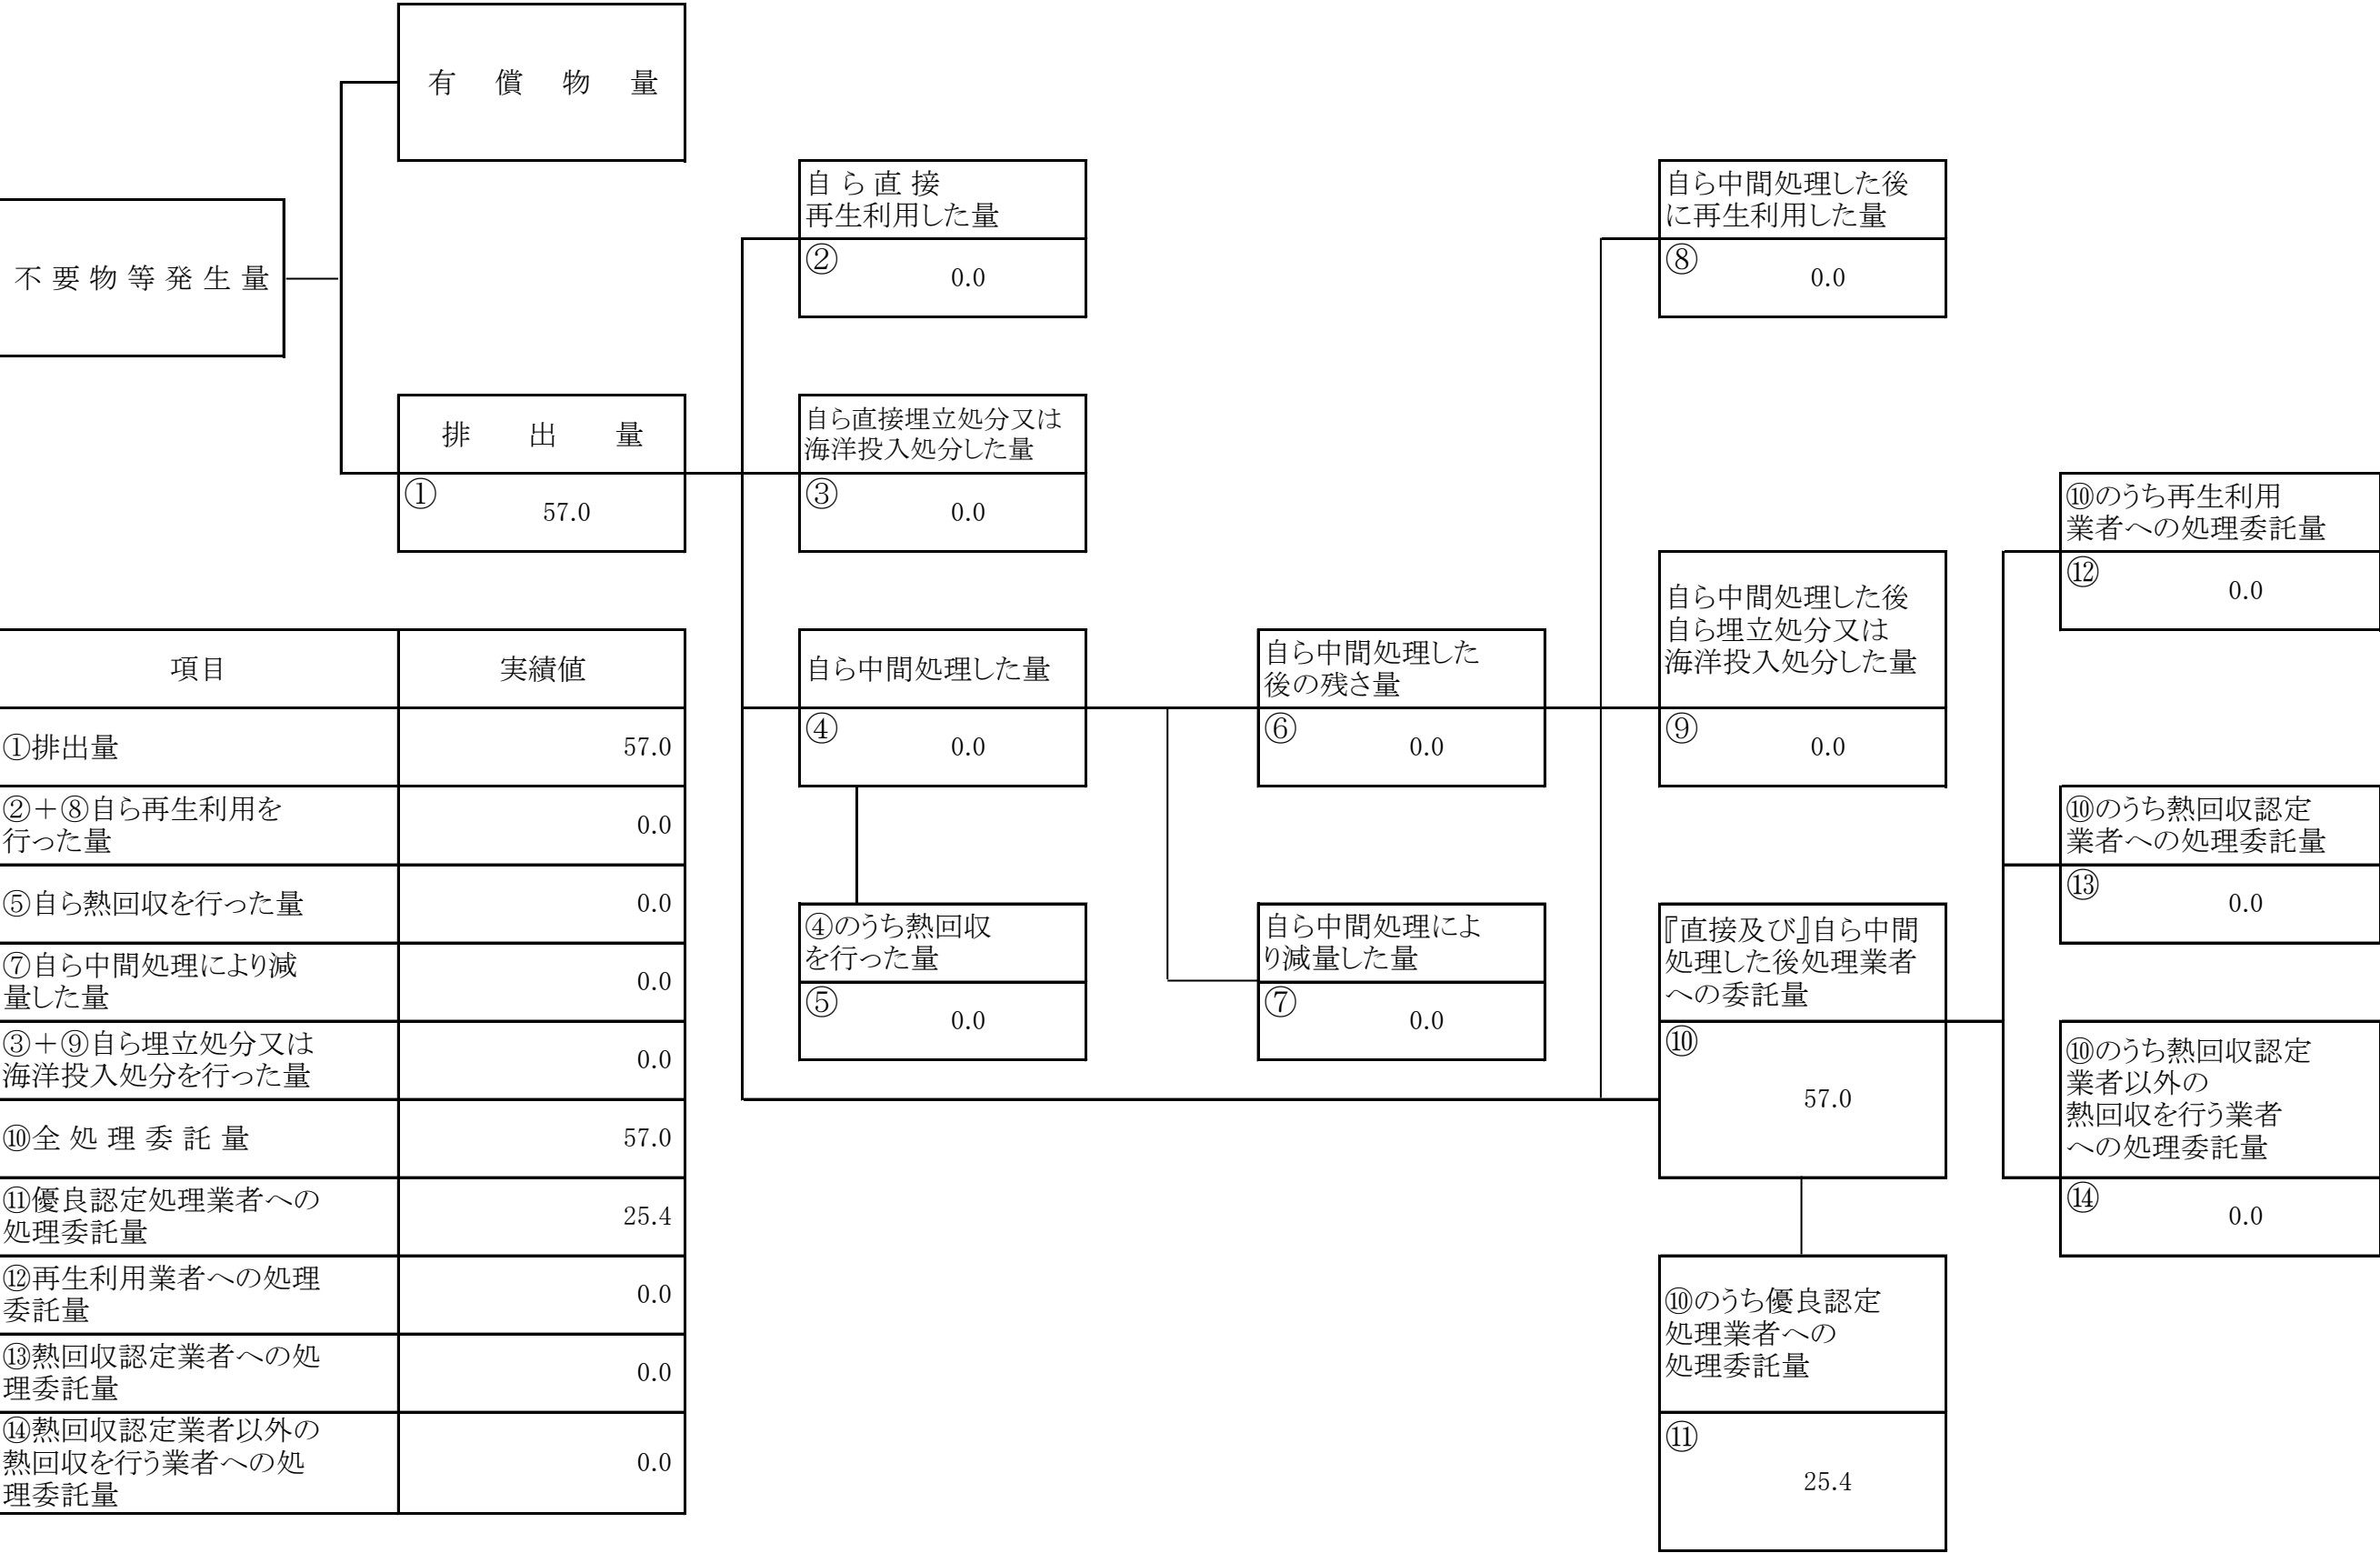 有償物量
不要物等発生量
排出量
①
57.0
自ら直接
再生利用した量
②
0.0
自ら直接埋立処分又は
海洋投入処分した量
③
0.0
自ら中間処理した量
④
0.0
④のうち熱回収
を行った量
⑤
0.0
自ら中間処理した
後の残さ量
⑥
0.0
自ら中間処理によ
り減量した量
⑦
0.0
自ら中間処理した後
に再生利用した量
⑧
0.0
自ら中間処理した後
自ら埋立処分又は
海洋投入処分した量
⑨
0.0
『直接及び』自ら中間
処理した後処理業者
への委託量
⑩
57.0
⑩のうち優良認定
処理業者への
処理委託量
⑪
25.4
⑩のうち再生利用
業者への処理委託量
⑫
0.0
⑩のうち熱回収認定
業者への処理委託量
⑬
0.0
⑩のうち熱回収認定
業者以外の
熱回収を行う業者
への処理委託量
⑭
0.0
項目 実績値
①排出量 57.0
②＋⑧自ら再生利用を
行った量 0.0
⑤自ら熱回収を行った量 0.0
⑦自ら中間処理により減
量した量 0.0
③＋⑨自ら埋立処分又は
海洋投入処分を行った量 0.0
⑩全処理委託量 57.0
⑪優良認定処理業者への
処理委託量 25.4
⑫再生利用業者への処理
委託量 0.0
⑬熱回収認定業者への処
理委託量 0.0
⑭熱回収認定業者以外の
熱回収を行う業者への処
理委託量 0.0